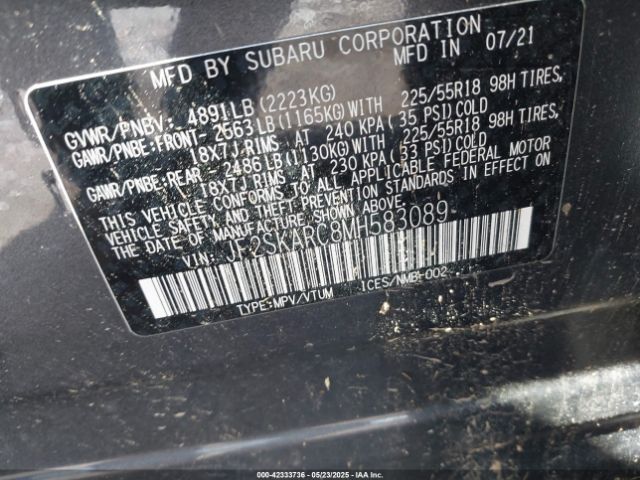 MFD BY SUBARU CORPORATION
MFD IN 07/21
GVWR/PNBV: 4891LB (2223KG)
GAWR/PNBE:FRONT- 2563LB(1165KG)WITH 225/55R18 98H TIRES,
18X7J RIMS AT 240 KPA( 35 PSI)COLD
GAWR/PNBE:REAR - 2486LB(1130KG)WITH 225/55R18 98H TIRES,
18X7J RIMS AT 230 KPA( 33 PSI)COLD
THIS VEHICLE CONFORMS TO ALL APPLICABLE FEDERAL MOTOR
VEHICLE SAFETY AND THEFT PREVENTION STANDARDS IN EFFECT ON THE
DATE OF MANUFACTURE SHOWN ABOVE.
VIN: JF2SKARC8MH583089
TYPE:MPV/VTUM ICES/NMB-002
000-42333736 - 05/23/2025 - IAA Inc.